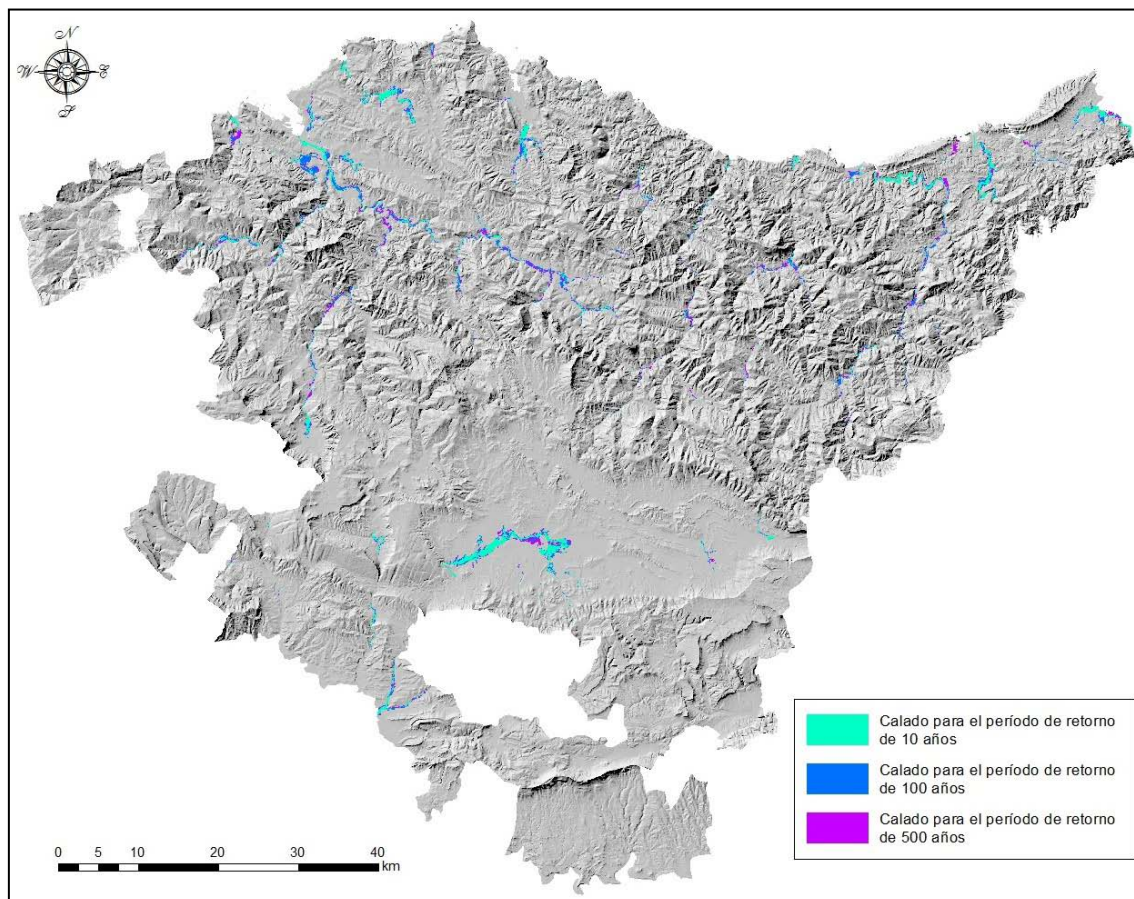 N
W
E
S
Calado para el período de retorno
de 10 años
Calado para el período de retorno
de 100 años
Calado para el período de retorno
de 500 años
0 5 10 20 30 40
km